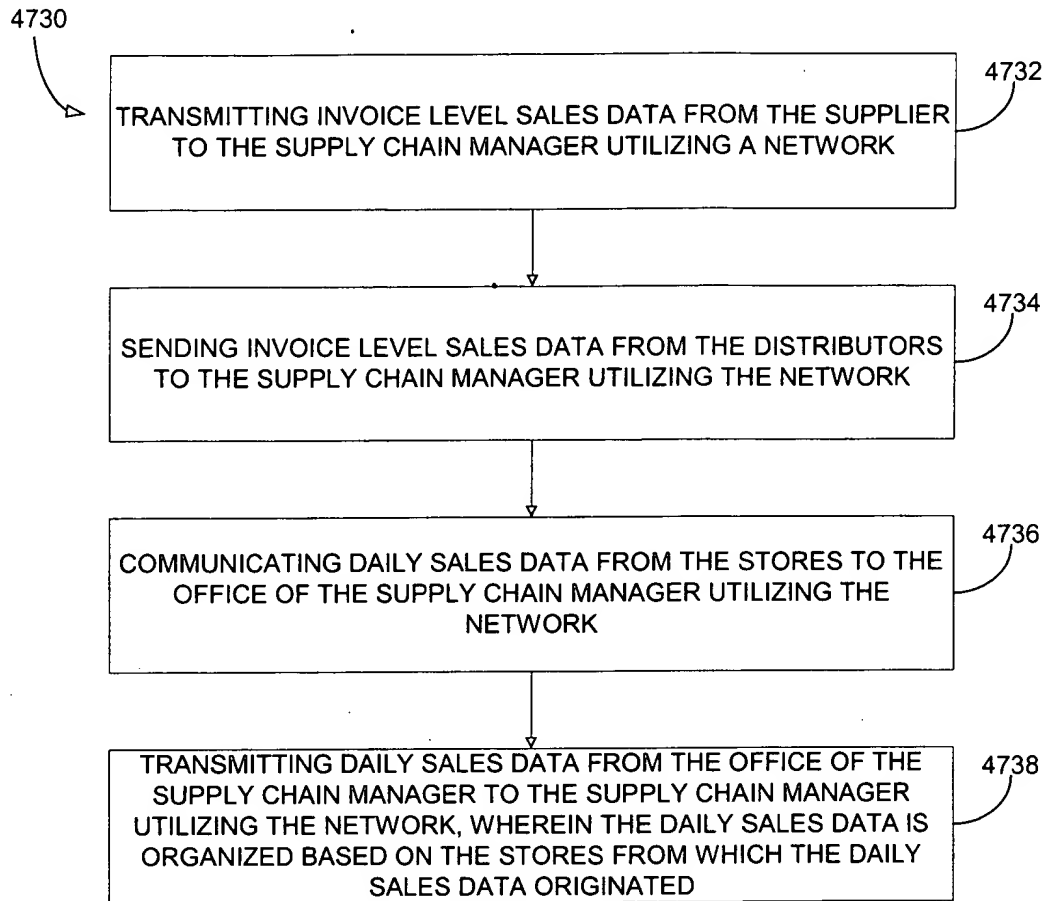 4730
4732
TRANSMITTING INVOICE LEVEL SALES DATA FROM THE SUPPLIER
TO THE SUPPLY CHAIN MANAGER UTILIZING A NETWORK
4734
SENDING INVOICE LEVEL SALES DATA FROM THE DISTRIBUTORS
TO THE SUPPLY CHAIN MANAGER UTILIZING THE NETWORK
4736
COMMUNICATING DAILY SALES DATA FROM THE STORES TO THE
OFFICE OF THE SUPPLY CHAIN MANAGER UTILIZING THE
NETWORK
4738
TRANSMITTING DAILY SALES DATA FROM THE OFFICE OF THE
SUPPLY CHAIN MANAGER TO THE SUPPLY CHAIN MANAGER
UTILIZING THE NETWORK, WHEREIN THE DAILY SALES DATA IS
ORGANIZED BASED ON THE STORES FROM WHICH THE DAILY
SALES DATA ORIGINATED